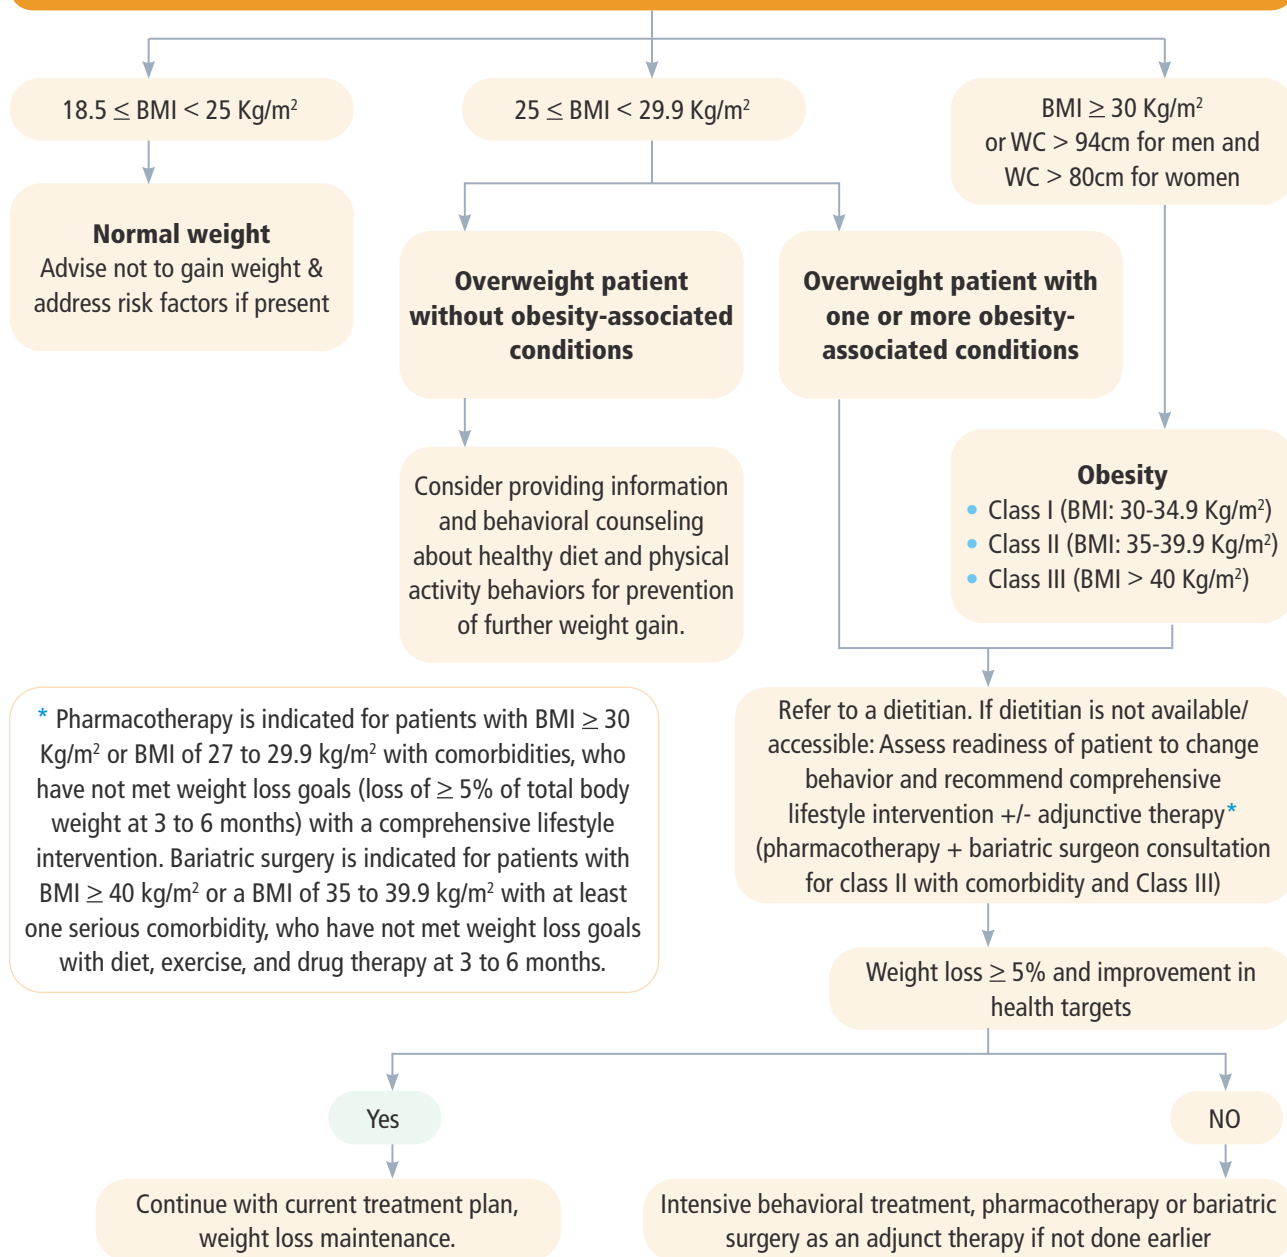 18.5 ≤ BMI < 25 Kg/m²
25 ≤ BMI < 29.9 Kg/m²
BMI ≥ 30 Kg/m²
or WC > 94cm for men and
WC > 80cm for women
Normal weight
Advise not to gain weight &
address risk factors if present
Overweight patient
without obesity-associated
conditions
Overweight patient with
one or more obesity-
associated conditions
Consider providing information
and behavioral counseling
about healthy diet and physical
activity behaviors for prevention
of further weight gain.
Obesity
• Class I (BMI: 30-34.9 Kg/m²)
• Class II (BMI: 35-39.9 Kg/m²)
• Class III (BMI > 40 Kg/m²)
* Pharmacotherapy is indicated for patients with BMI ≥ 30
Kg/m² or BMI of 27 to 29.9 kg/m² with comorbidities, who
have not met weight loss goals (loss of ≥ 5% of total body
weight at 3 to 6 months) with a comprehensive lifestyle
intervention. Bariatric surgery is indicated for patients with
BMI ≥ 40 kg/m² or a BMI of 35 to 39.9 kg/m² with at least
one serious comorbidity, who have not met weight loss goals
with diet, exercise, and drug therapy at 3 to 6 months.
Refer to a dietitian. If dietitian is not available/
accessible: Assess readiness of patient to change
behavior and recommend comprehensive
lifestyle intervention +/- adjunctive therapy*
(pharmacotherapy + bariatric surgeon consultation
for class II with comorbidity and Class III)
Weight loss ≥ 5% and improvement in
health targets
Yes
NO
Continue with current treatment plan,
weight loss maintenance.
Intensive behavioral treatment, pharmacotherapy or bariatric
surgery as an adjunct therapy if not done earlier